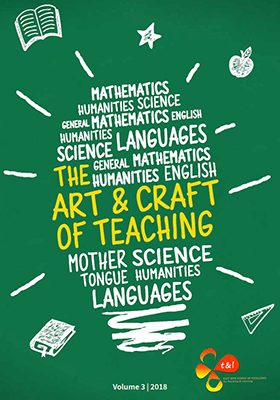 MATHEMATICS
HUMANITIES SCIENCE
GENERAL MATHEMATICS ENGLISH
HUMANITIES LANGUAGES
SCIENCE
THE GENERAL MATHEMATICS
HUMANITIES ENGLISH
ART & CRAFT
OF TEACHING
MOTHER SCIENCE
TONGUE HUMANITIES
LANGUAGES
t&l
Volume 3 | 2018